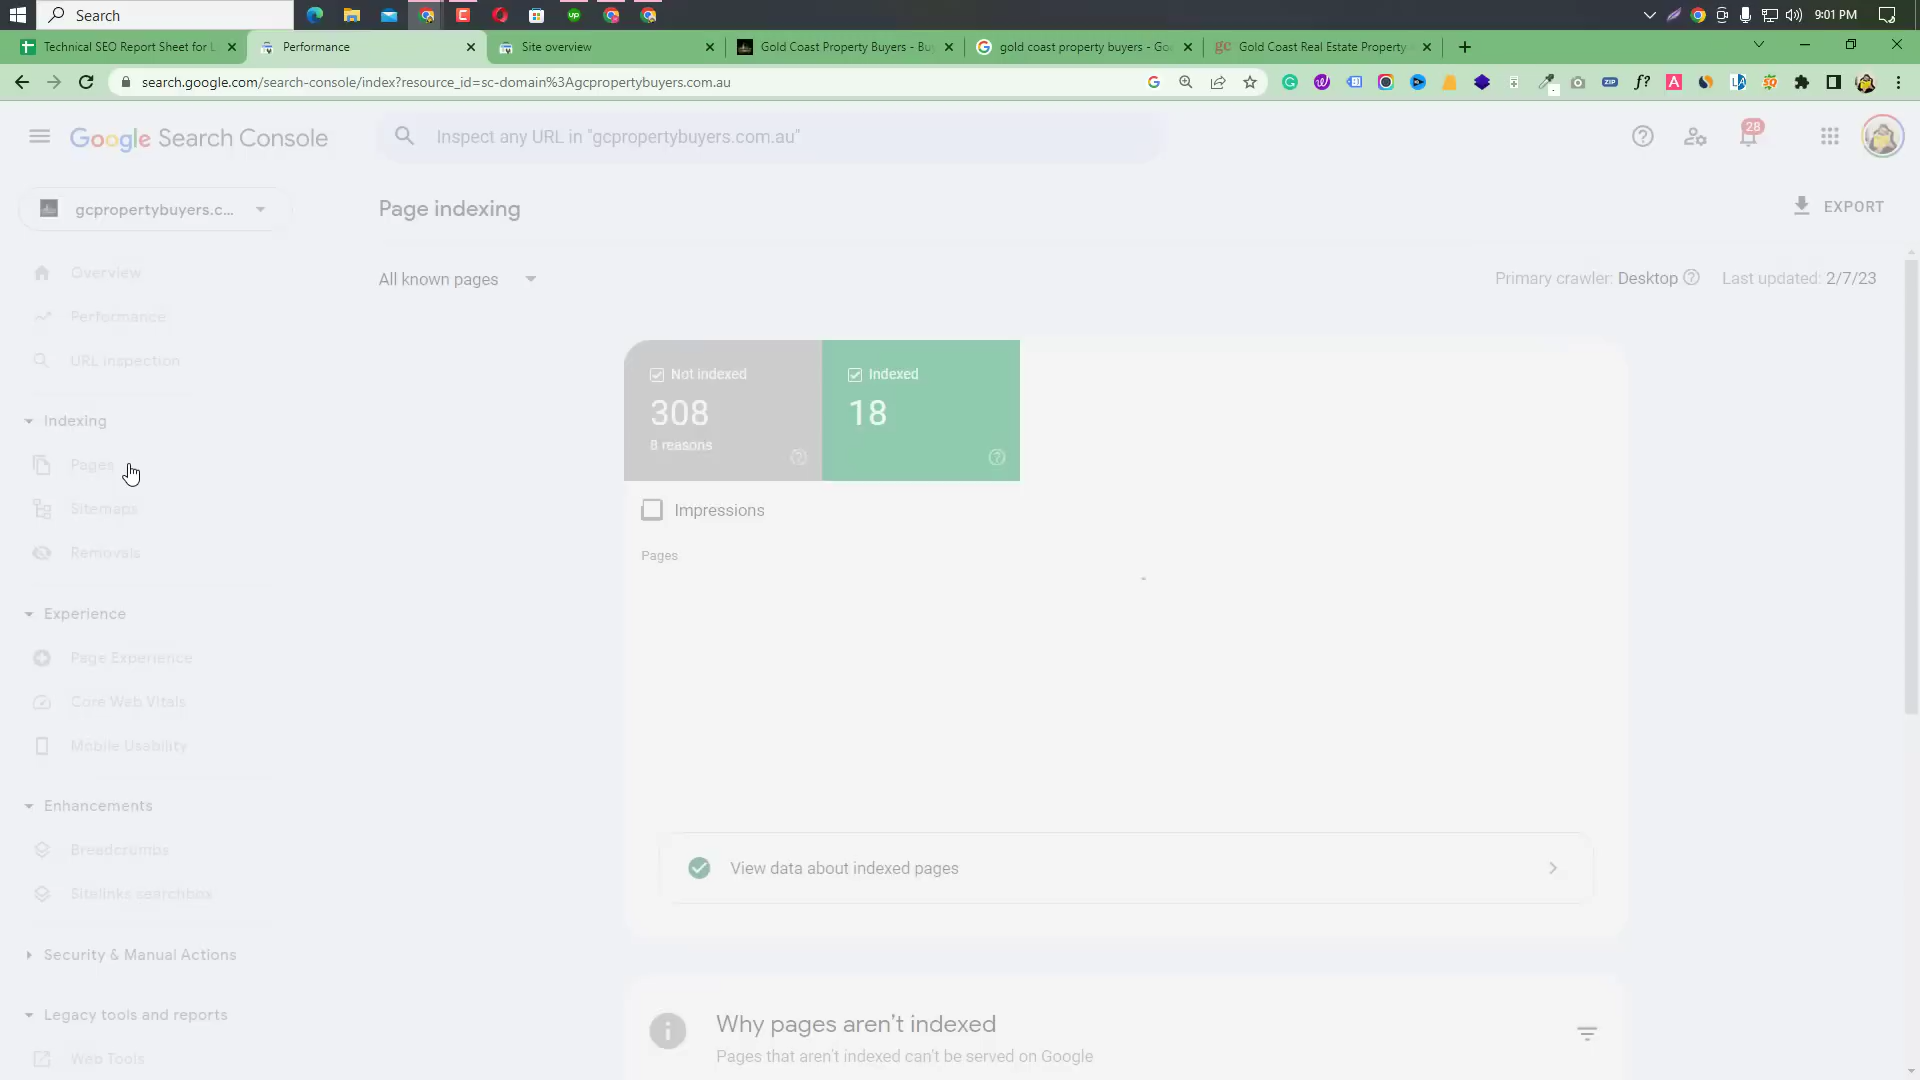 Search
9:01 PM
Technical SEO Report Sheet for L
Performance
Site overview
Gold Coast Property Buyers - Bu
gold coast property buyers - Go
Gold Coast Real Estate Property
search.google.com/search-console/index?resource_id=sc-domain%3Agcpropertybuyers.com.au
Google Search Console
Inspect any URL in "gcpropertybuyers.com.au"
28
gcpropertybuyers.c...
Page indexing
EXPORT
Overview
All known pages
Primary crawler: Desktop
Last updated: 2/7/23
Performance
URL inspection
Not indexed
308
8 reasons
Indexed
18
Indexing
Pages
Sitemaps
Impressions
Removals
Pages
Experience
Page Experience
Core Web Vitals
Mobile Usability
Enhancements
Breadcrumbs
View data about indexed pages
Sitelinks searchbox
Security & Manual Actions
Legacy tools and reports
Why pages aren't indexed
Web Tools
Pages that aren't indexed can't be served on Google